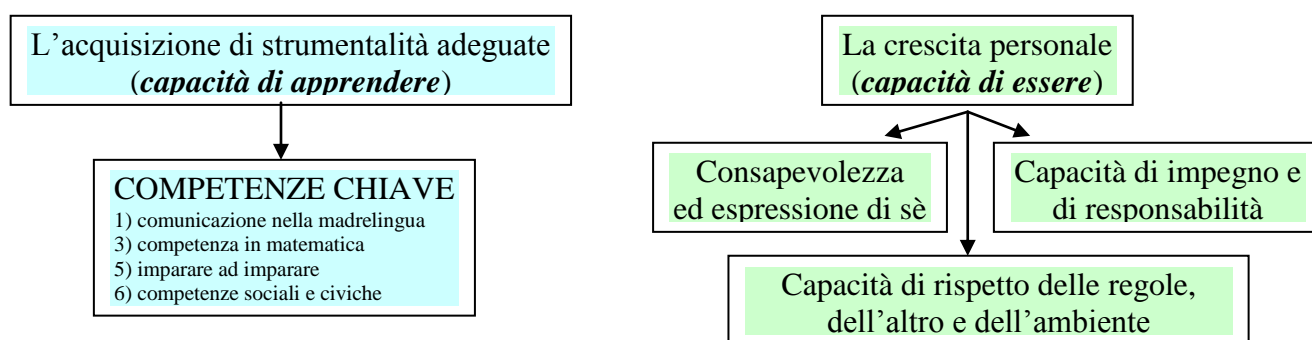 L’acquisizione di strumentalità adeguate
(capacità di apprendere)
COMPETENZE CHIAVE
1) comunicazione nella madrelingua
3) competenza in matematica
5) imparare ad imparare
6) competenze sociali e civiche
La crescita personale
(capacità di essere)
Consapevolezza
ed espressione di sè
Capacità di impegno e
di responsabilità
Capacità di rispetto delle regole,
dell’altro e dell’ambiente